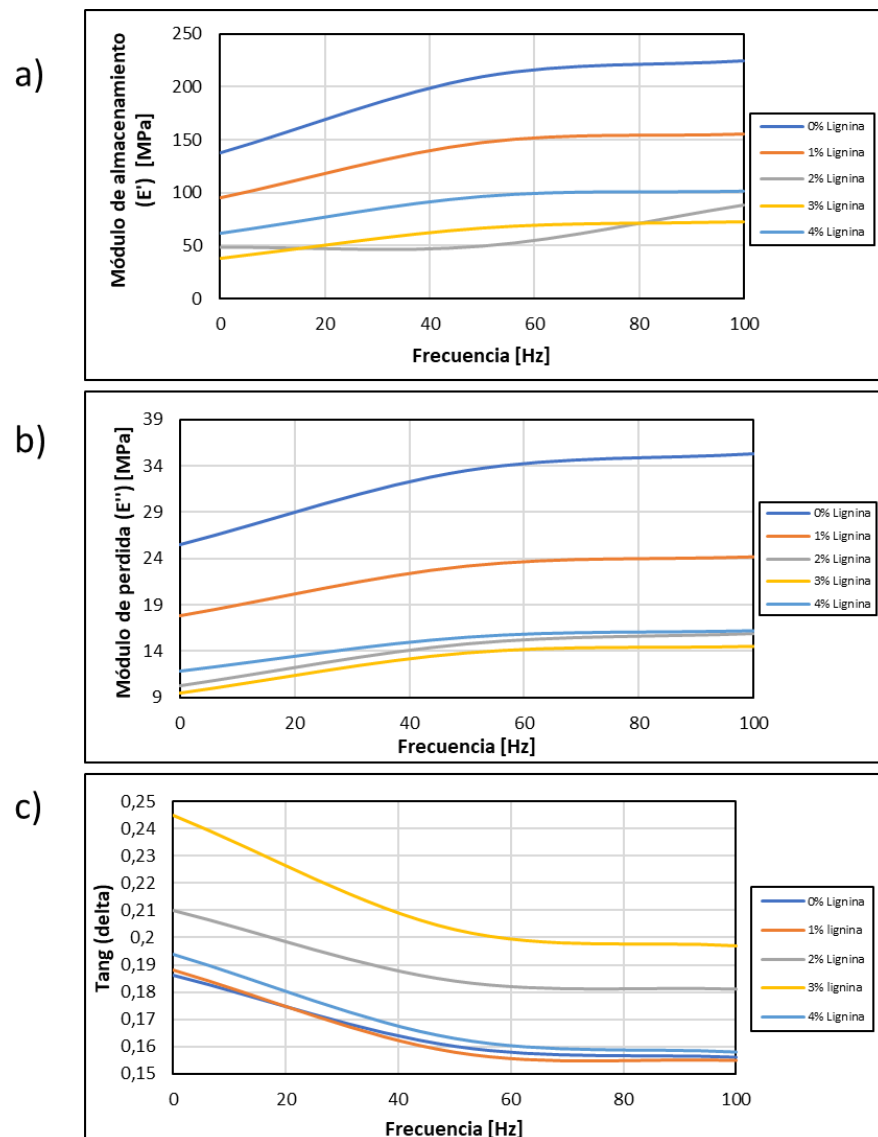 a)
Módulo de almacenamiento
(E') [MPa]
250
200
150
100
50
0
0 20 40 60 80 100
Frecuencia [Hz]
0% Lignina
1% Lignina
2% Lignina
3% Lignina
4% Lignina
b)
Módulo de perdida (E'') [MPa]
39
34
29
24
19
14
9
0 20 40 60 80 100
Frecuencia [Hz]
0% Lignina
1% Lignina
2% Lignina
3% Lignina
4% Lignina
c)
Tang (delta)
0,25
0,24
0,23
0,22
0,21
0,2
0,19
0,18
0,17
0,16
0,15
0 20 40 60 80 100
Frecuencia [Hz]
0% Lignina
1% lignina
2% Lignina
3% lignina
4% Lignina